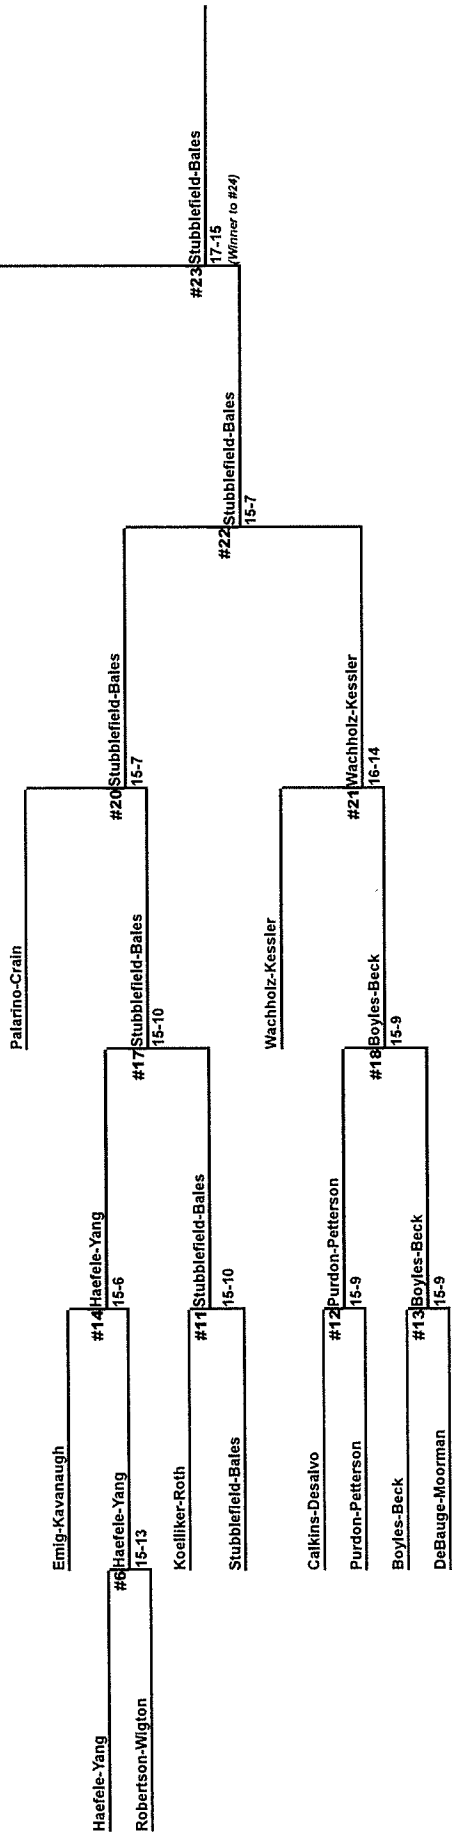 Haefele-Yang
Robertson-Wigton
#6 Haefele-Yang
15-13
Emig-Kavanaugh
#14 Haefele-Yang
15-6
Koelliker-Roth
Stubblefield-Bales
#11 Stubblefield-Bales
15-10
#17 Stubblefield-Bales
15-10
Palarino-Crain
#20 Stubblefield-Bales
15-7
Calkins-Desalvo
Purdon-Petterson
#12 Purdon-Petterson
15-9
Boyles-Beck
DeBauge-Moorman
#13 Boyles-Beck
15-9
#18 Boyles-Beck
15-9
Wachholz-Kessler
#21 Wachholz-Kessler
16-14
#22 Stubblefield-Bales
15-7
#23 Stubblefield-Bales
17-15
(Winner to #24)